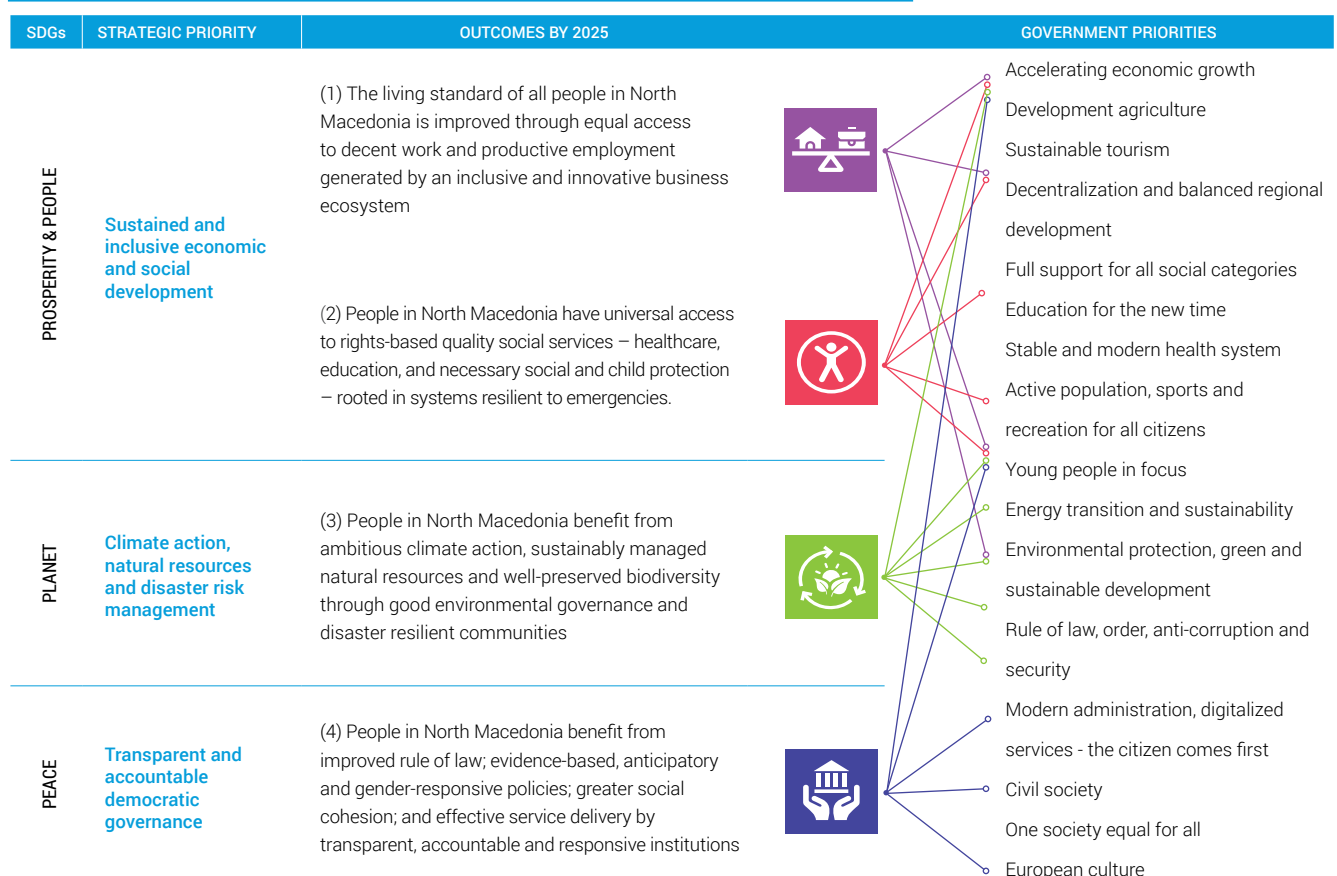 SDGs STRATEGIC PRIORITY OUTCOMES BY 2025 GOVERNMENT PRIORITIES
PROSPERITY & PEOPLE
Sustained and
inclusive economic
and social
development
(1) The living standard of all people in North
Macedonia is improved through equal access
to decent work and productive employment
generated by an inclusive and innovative business
ecosystem
(2) People in North Macedonia have universal access
to rights-based quality social services – healthcare,
education, and necessary social and child protection
– rooted in systems resilient to emergencies.
PLANET
Climate action,
natural resources
and disaster risk
management
(3) People in North Macedonia benefit from
ambitious climate action, sustainably managed
natural resources and well-preserved biodiversity
through good environmental governance and
disaster resilient communities
PEACE
Transparent and
accountable
democratic
governance
(4) People in North Macedonia benefit from
improved rule of law; evidence-based, anticipatory
and gender-responsive policies; greater social
cohesion; and effective service delivery by
transparent, accountable and responsive institutions
Accelerating economic growth
Development agriculture
Sustainable tourism
Decentralization and balanced regional
development
Full support for all social categories
Education for the new time
Stable and modern health system
Active population, sports and
recreation for all citizens
Young people in focus
Energy transition and sustainability
Environmental protection, green and
sustainable development
Rule of law, order, anti-corruption and
security
Modern administration, digitalized
services - the citizen comes first
Civil society
One society equal for all
European culture